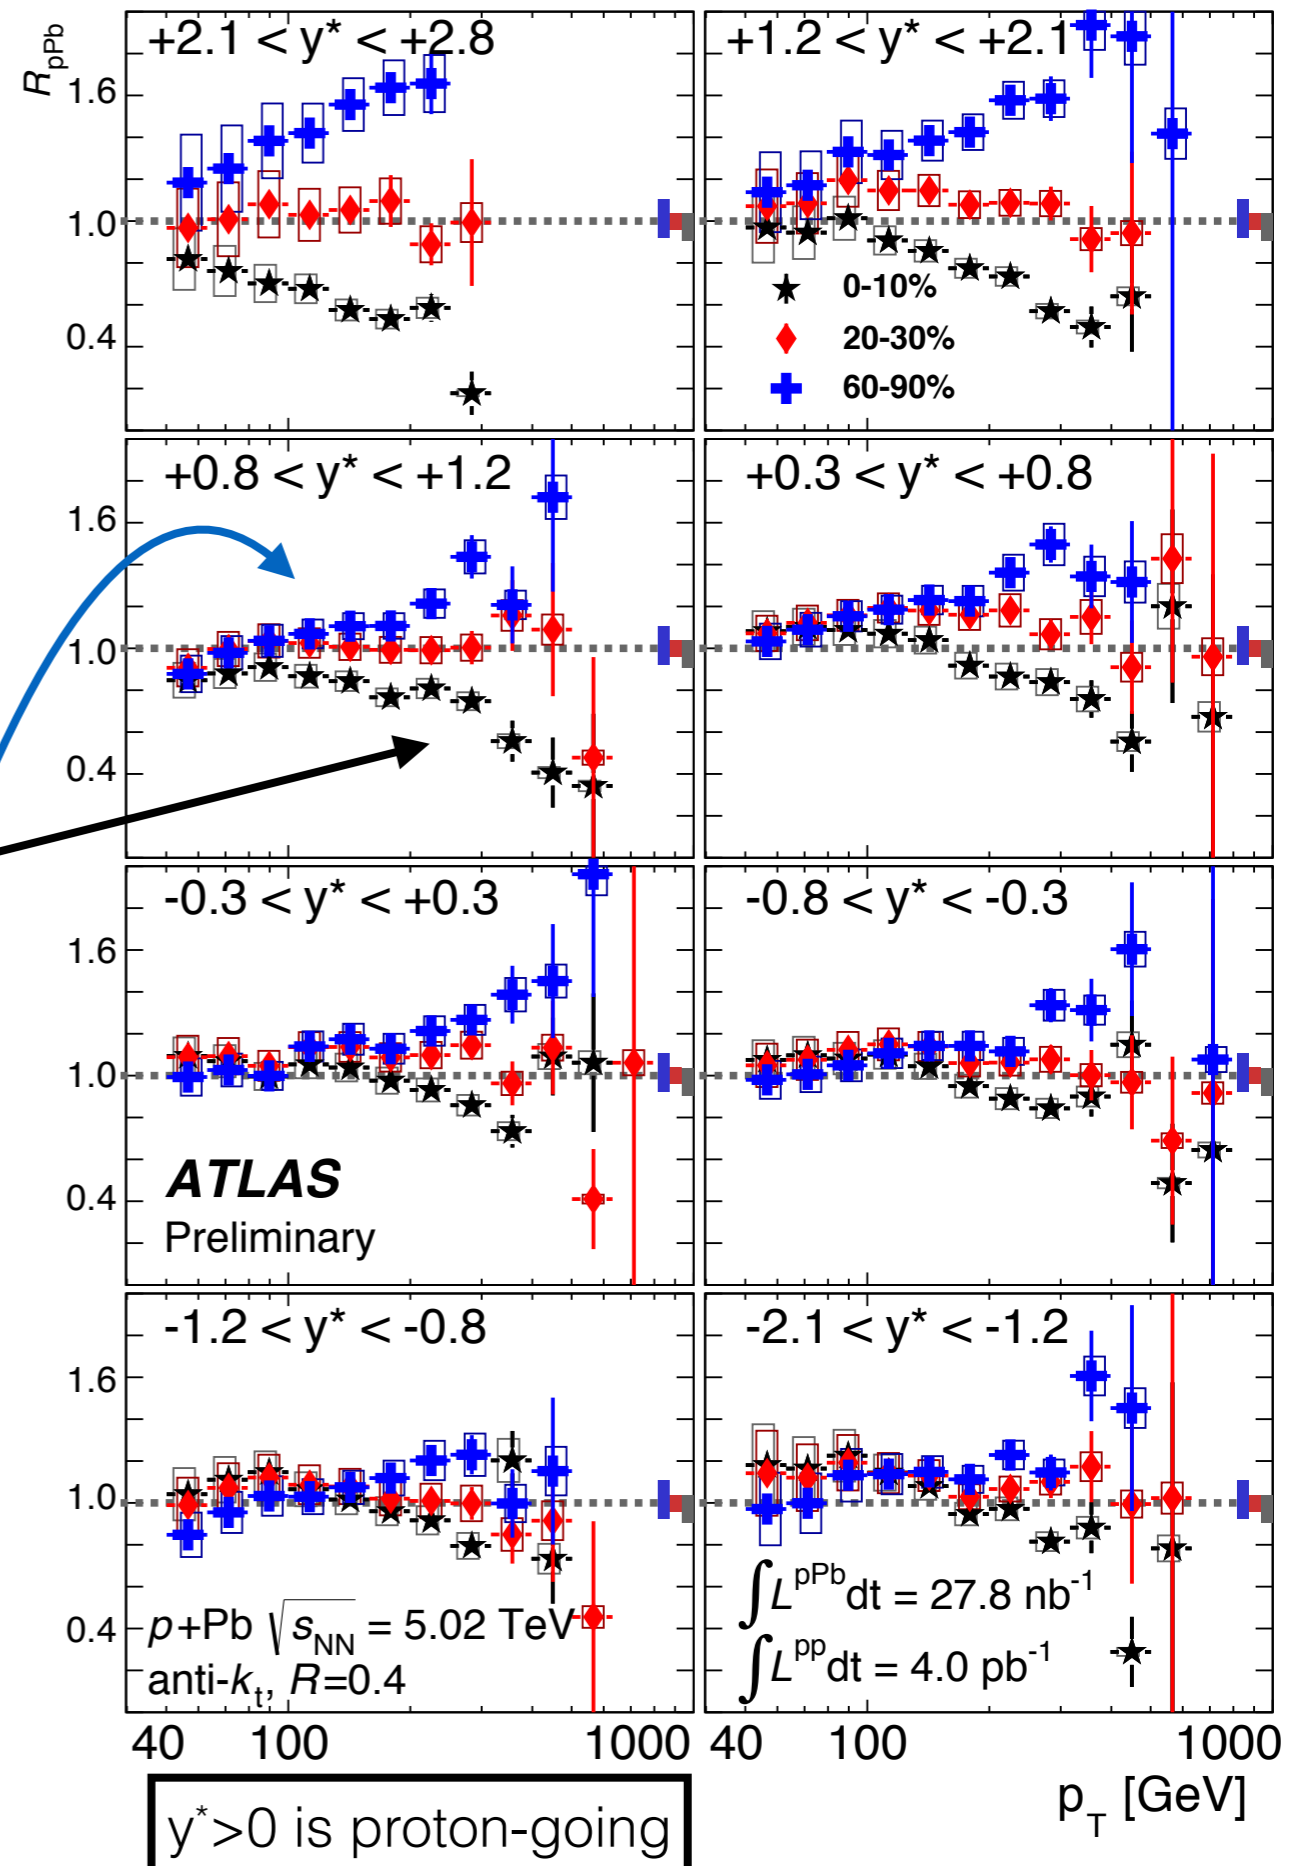 R_pPb
+2.1 < y* < +2.8
+1.2 < y* < +2.1
1.6
1.0
0.4
0-10%
20-30%
60-90%
+0.8 < y* < +1.2
+0.3 < y* < +0.8
1.6
1.0
0.4
-0.3 < y* < +0.3
-0.8 < y* < -0.3
1.6
1.0
0.4
ATLAS
Preliminary
-1.2 < y* < -0.8
-2.1 < y* < -1.2
1.6
1.0
0.4
p+Pb √s_NN = 5.02 TeV
anti-k_t, R=0.4
∫L^pPb dt = 27.8 nb^-1
∫L^pp dt = 4.0 pb^-1
40 100 1000
40 100 1000
p_T [GeV]
y*>0 is proton-going